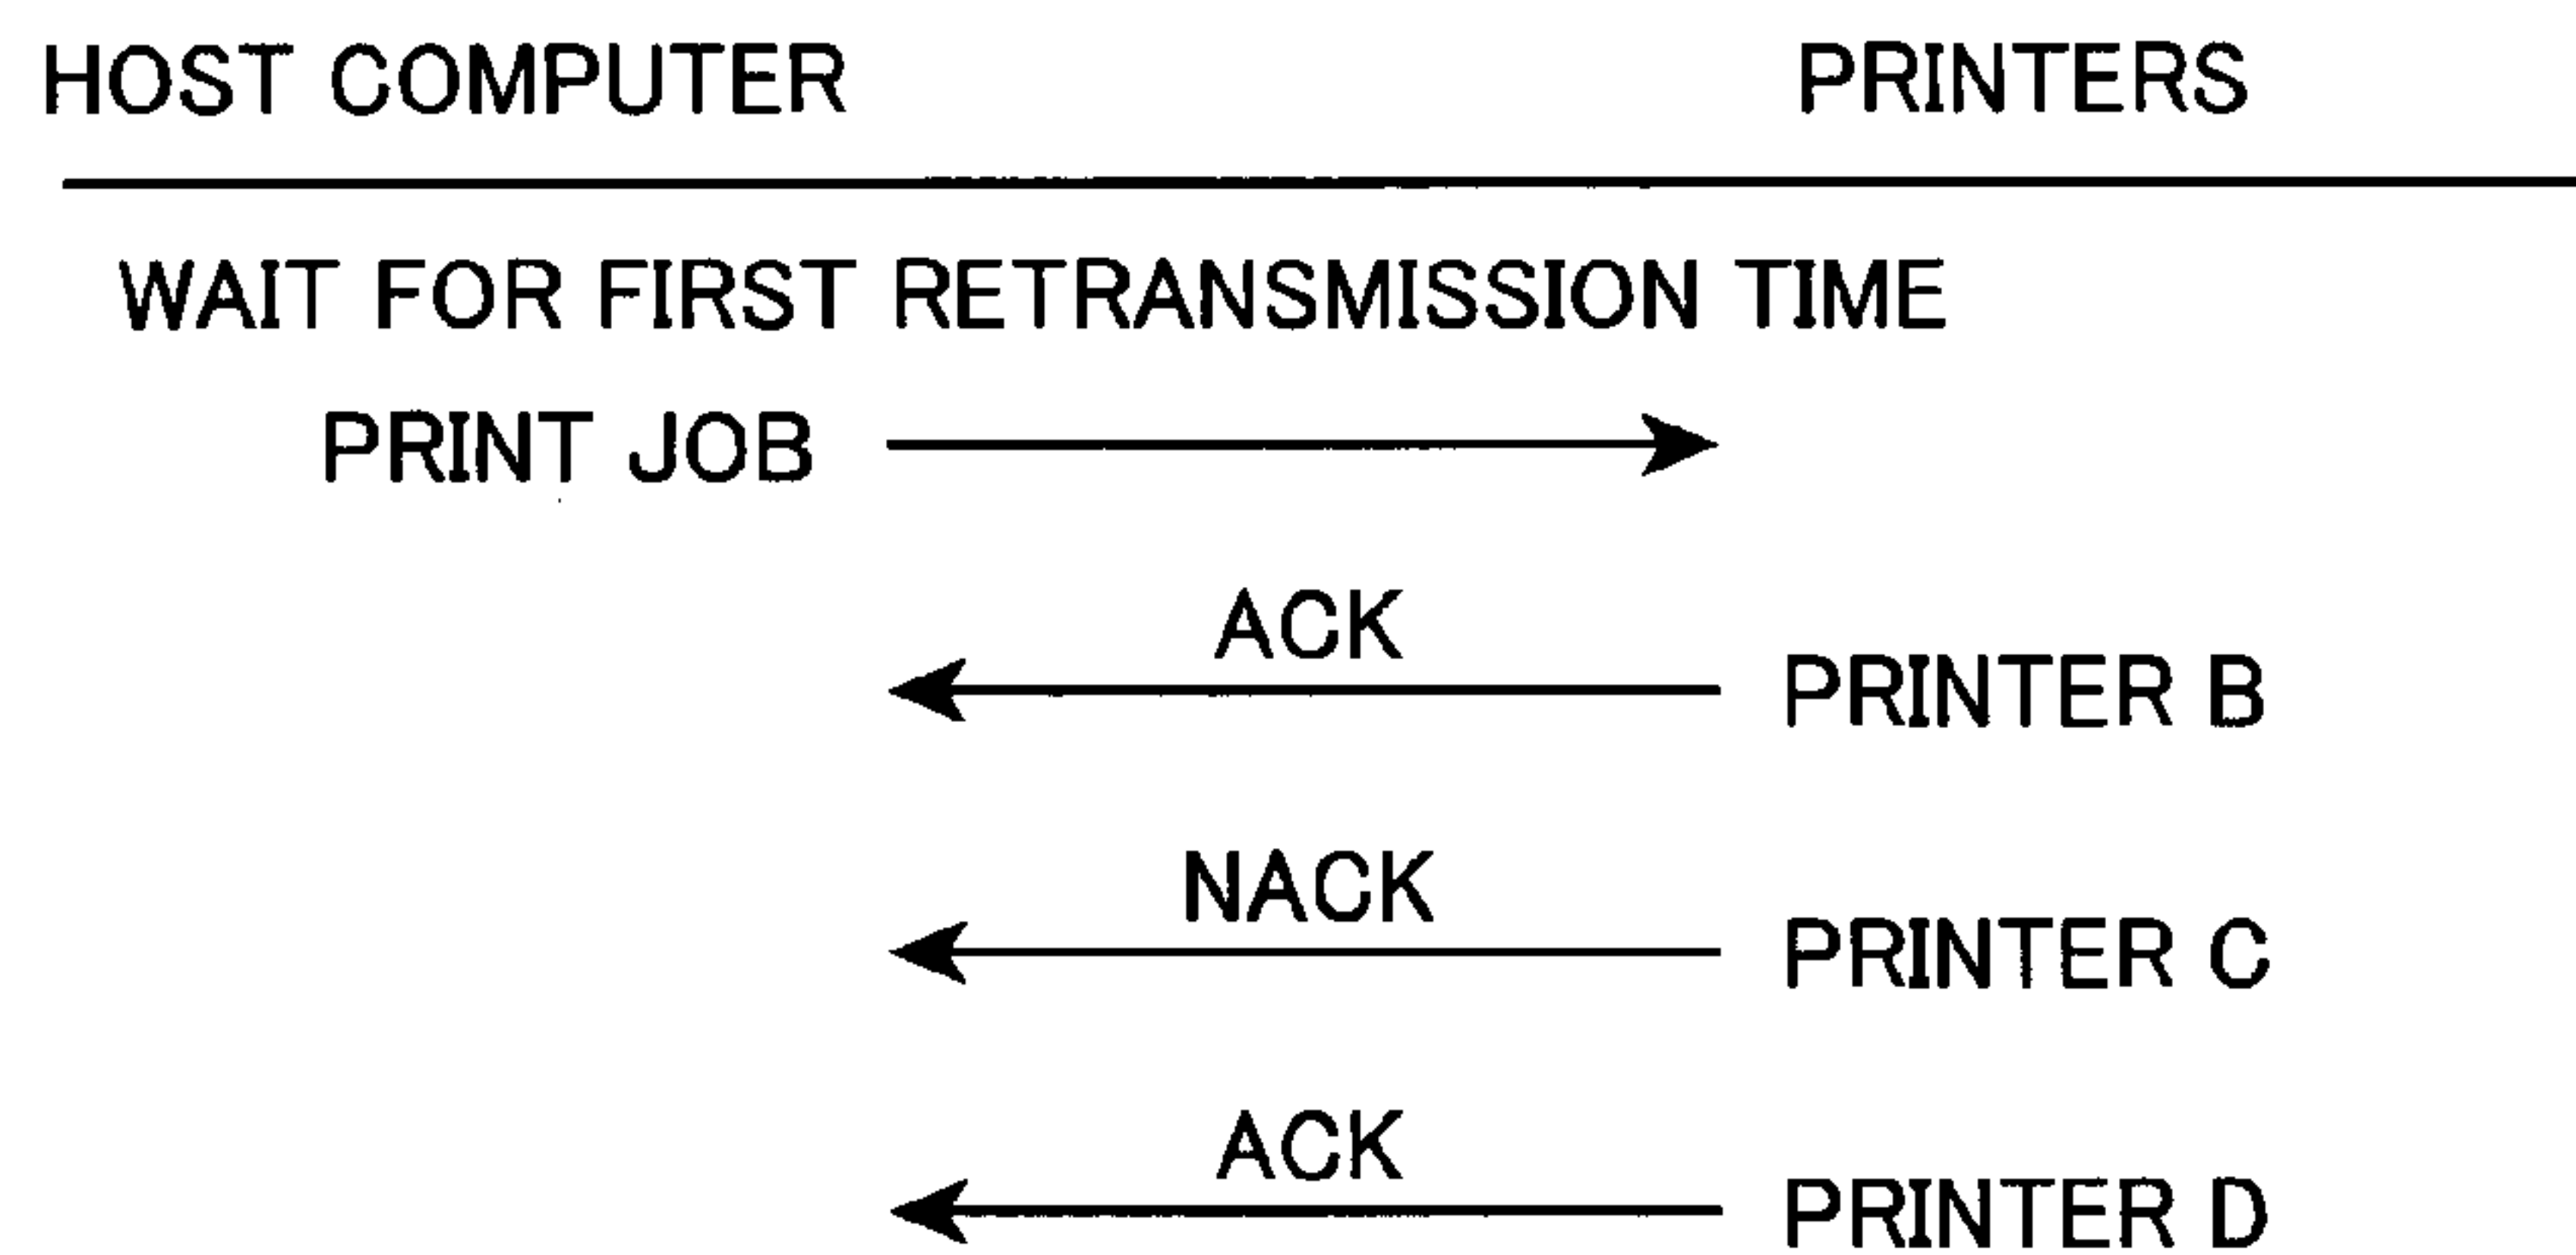 HOST COMPUTER PRINTERS
WAIT FOR FIRST RETRANSMISSION TIME
PRINT JOB
ACK
PRINTER B
NACK
PRINTER C
ACK
PRINTER D